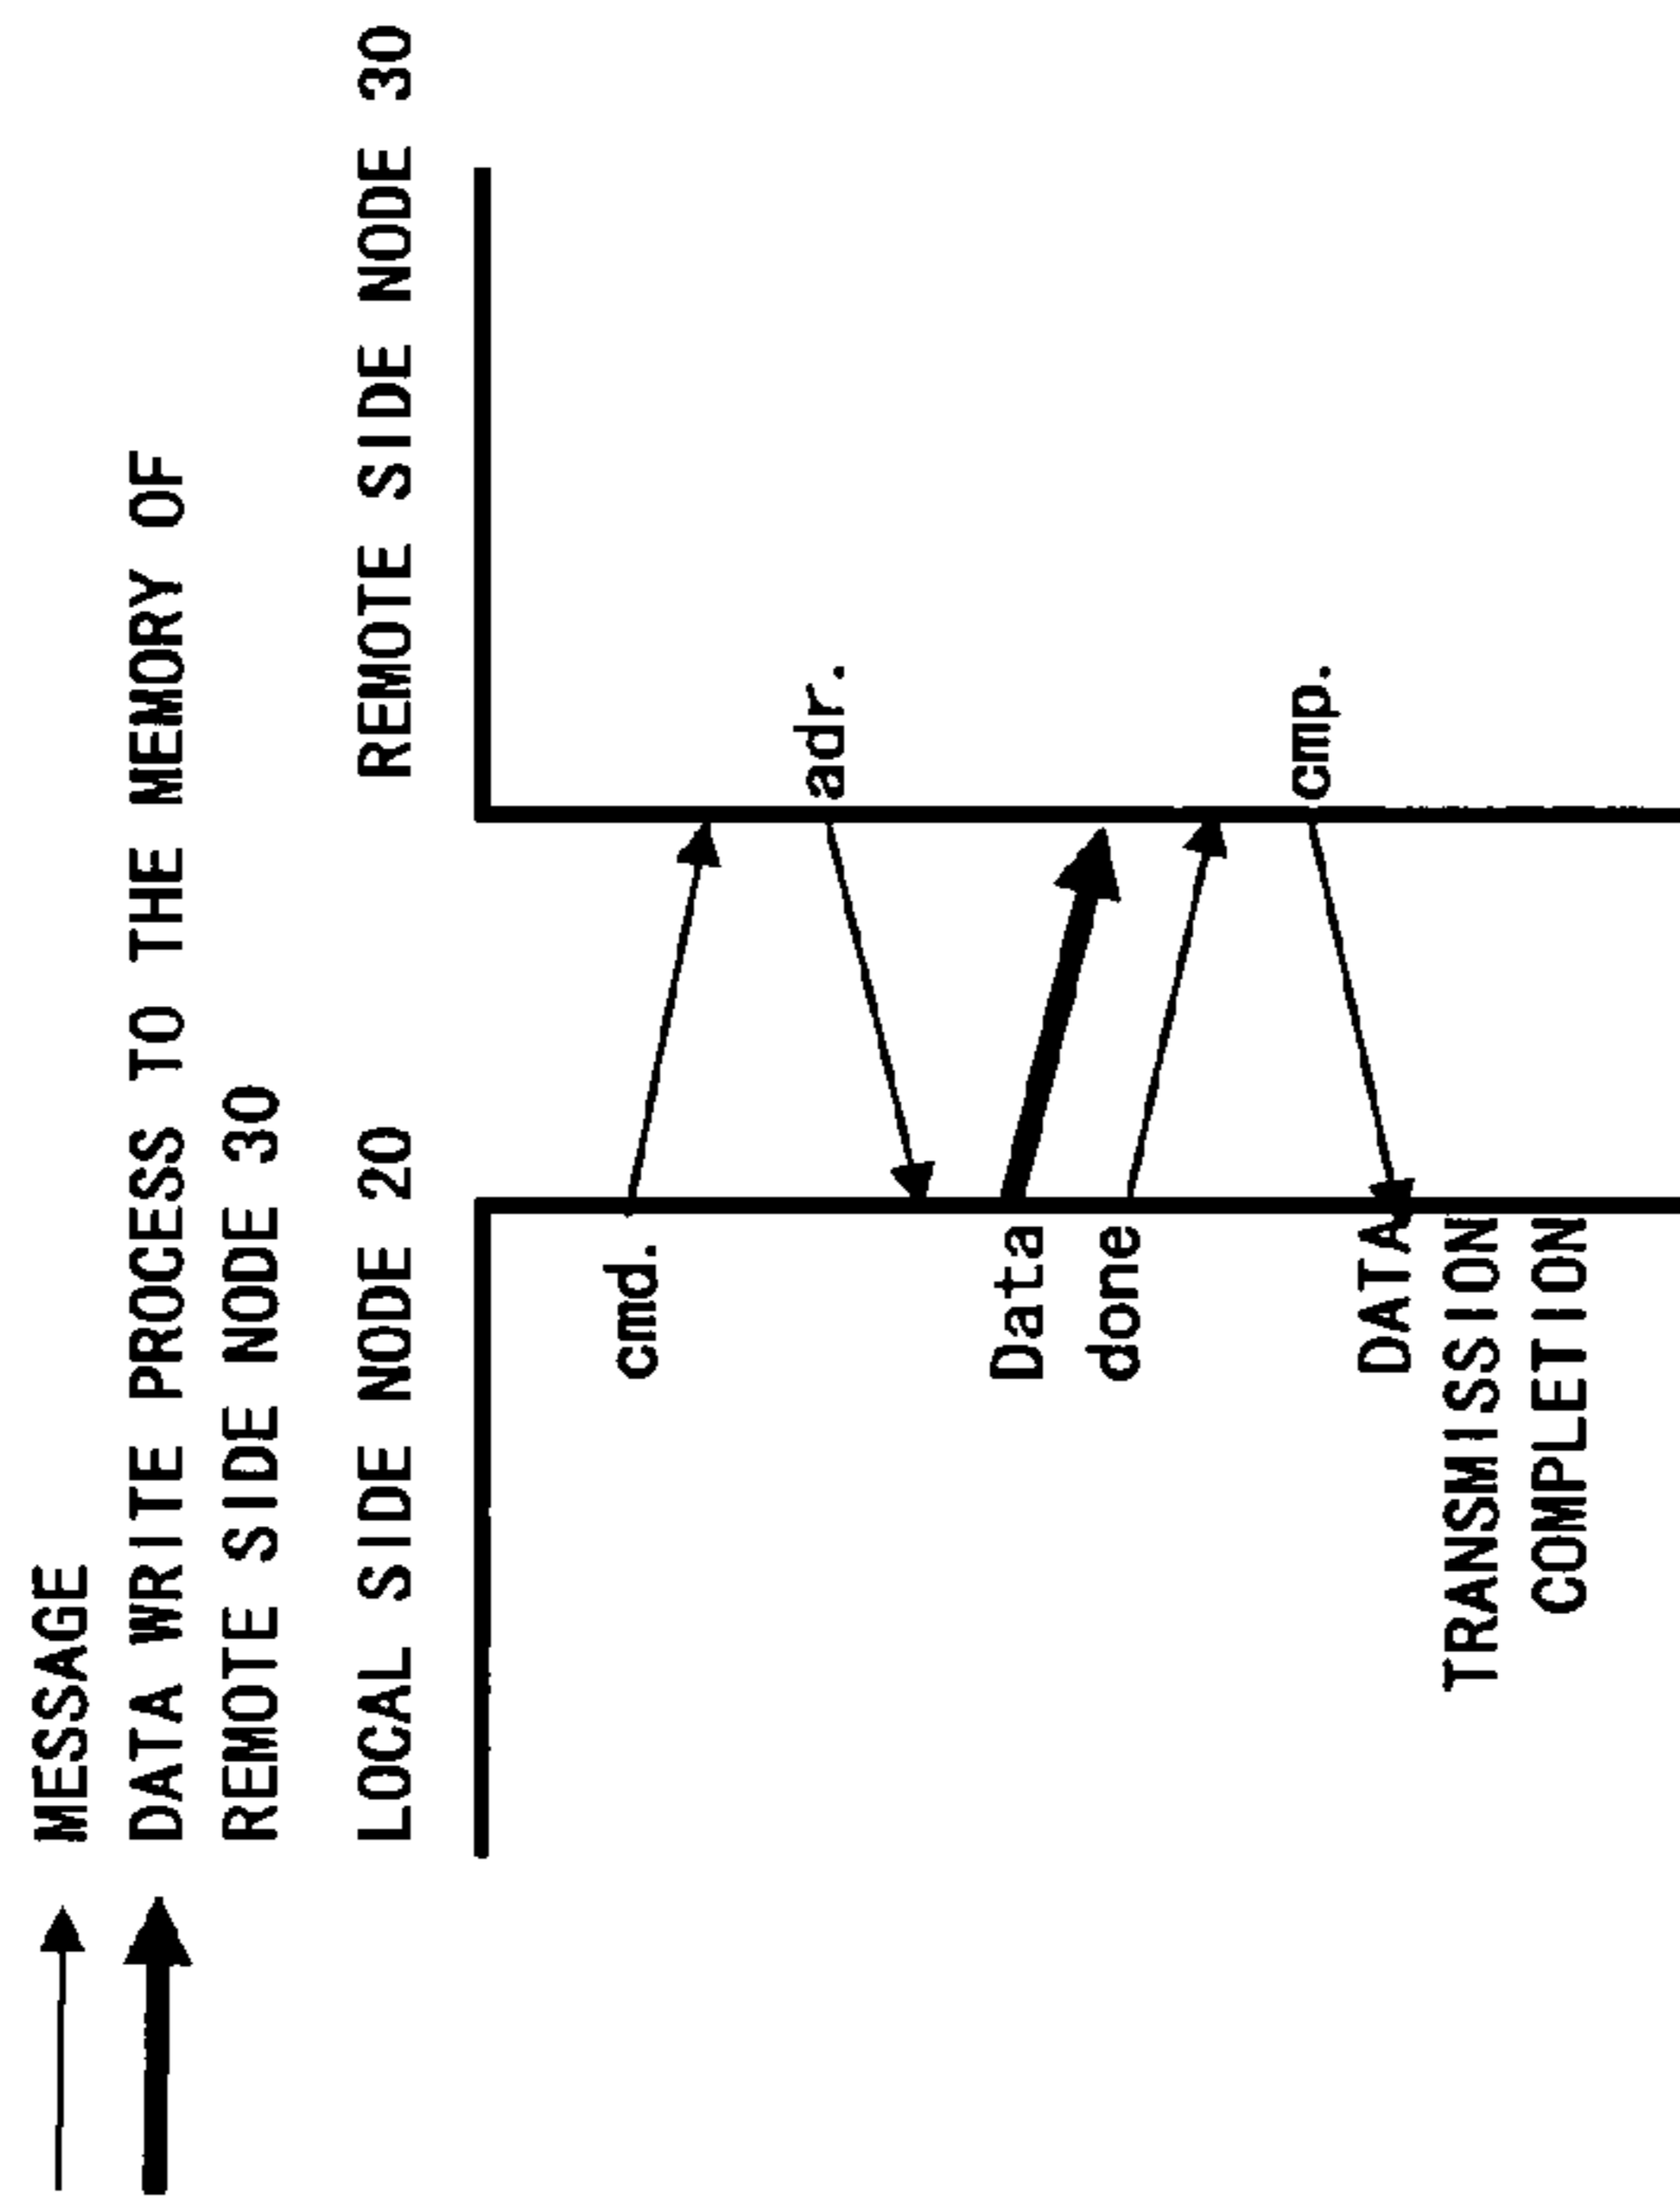 MESSAGE
DATA WRITE PROCESS TO THE MEMORY OF
REMOTE SIDE NODE 30
LOCAL SIDE NODE 20
REMOTE SIDE NODE 30
cmd.
adr.
Data
done
cmp.
DATA
TRANSMISSION
COMPLETION